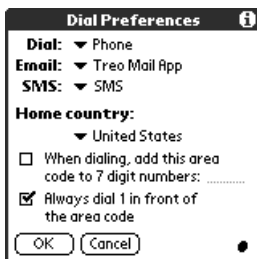 Dial Preferences
Dial: Phone
Email: Treo Mail App
SMS: SMS
Home country:
United States
When dialing, add this area
code to 7 digit numbers:
Always dial 1 in front of
the area code
OK Cancel